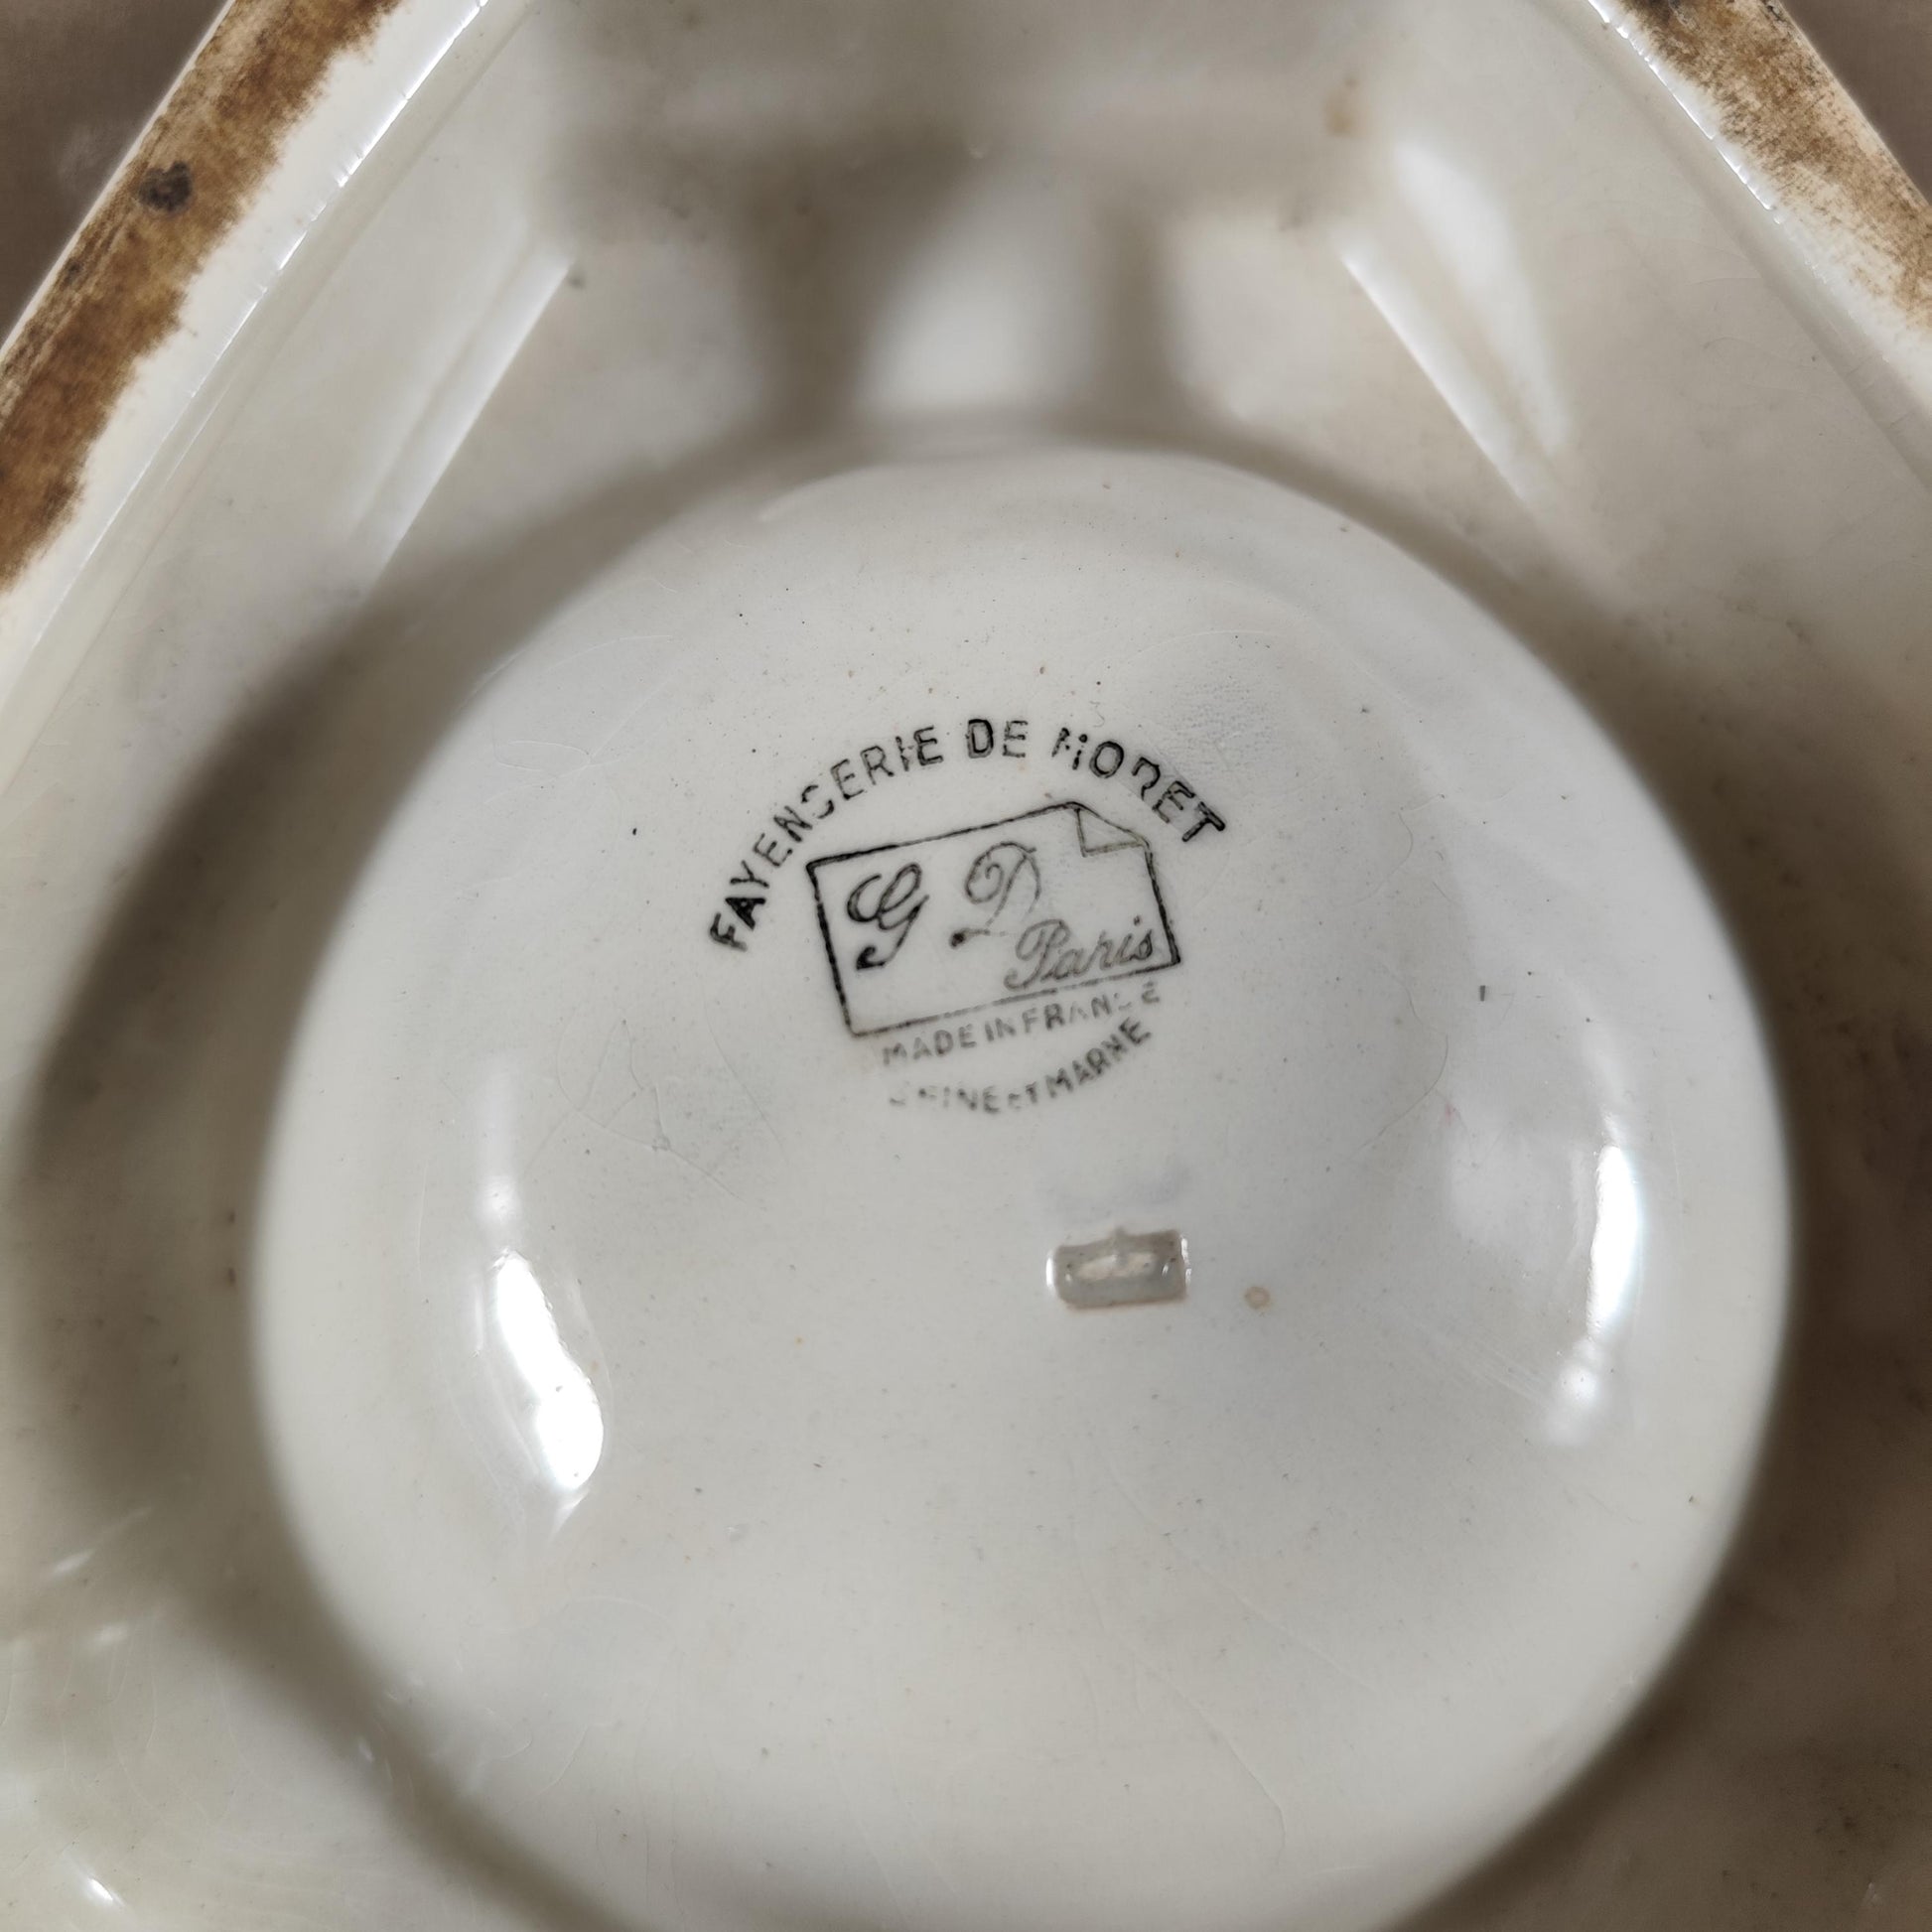 FAYENCERIE DE MORET
G D
Paris
MADE IN FRANCE
SEINE ET MARNE